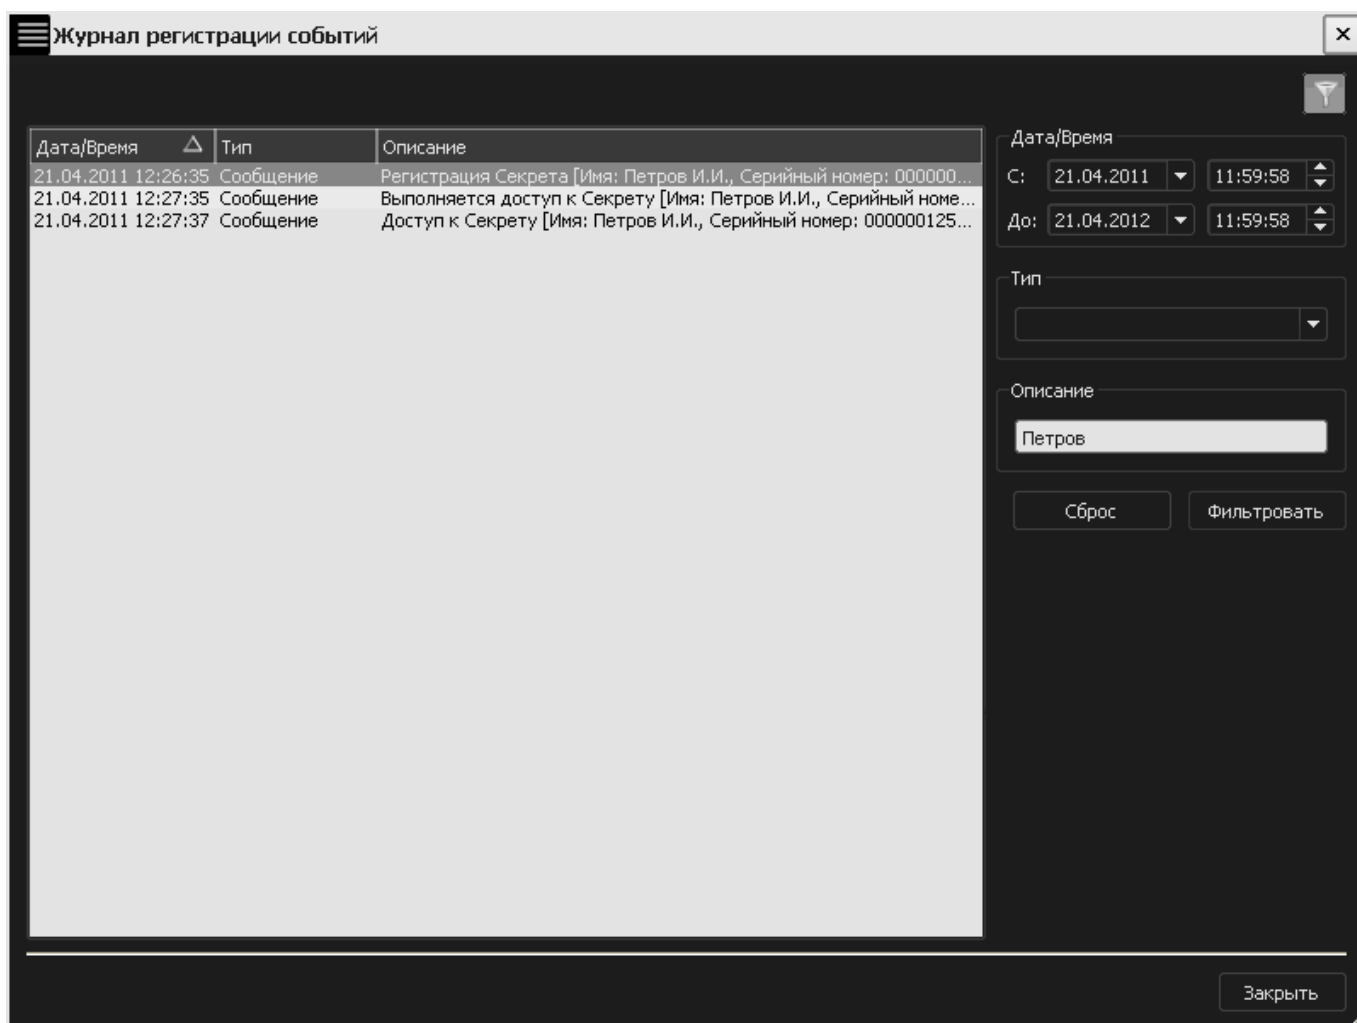 Журнал регистрации событий
Дата/Время Тип Описание
21.04.2011 12:26:35 Сообщение Регистрация Секрета [Имя: Петров И.И., Серийный номер: 000000...
21.04.2011 12:27:35 Сообщение Выполняется доступ к Секрету [Имя: Петров И.И., Серийный номе...
21.04.2011 12:27:37 Сообщение Доступ к Секрету [Имя: Петров И.И., Серийный номер: 000000125...
Дата/Время
С: 21.04.2011 11:59:58
До: 21.04.2012 11:59:58
Тип
Описание
Петров
Сброс Фильтровать
Закрыть